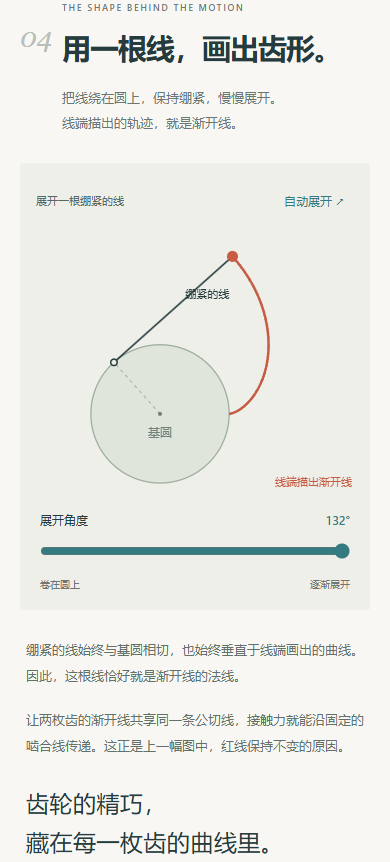 THE SHAPE BEHIND THE MOTION
04
用一根线，画出齿形。
把线绕在圆上，保持绷紧，慢慢展开。
线端描出的轨迹，就是渐开线。
展开一根绷紧的线
自动展开 ↗
绷紧的线
基圆
线端描出渐开线
展开角度
132°
卷在圆上
逐渐展开
绷紧的线始终与基圆相切，也始终垂直于线端画出的曲线。
因此，这根线恰好就是渐开线的法线。
让两枚齿的渐开线共享同一条公切线，接触力就能沿固定的
啮合线传递。这正是上一幅图中，红线保持不变的原因。
齿轮的精巧，
藏在每一枚齿的曲线里。